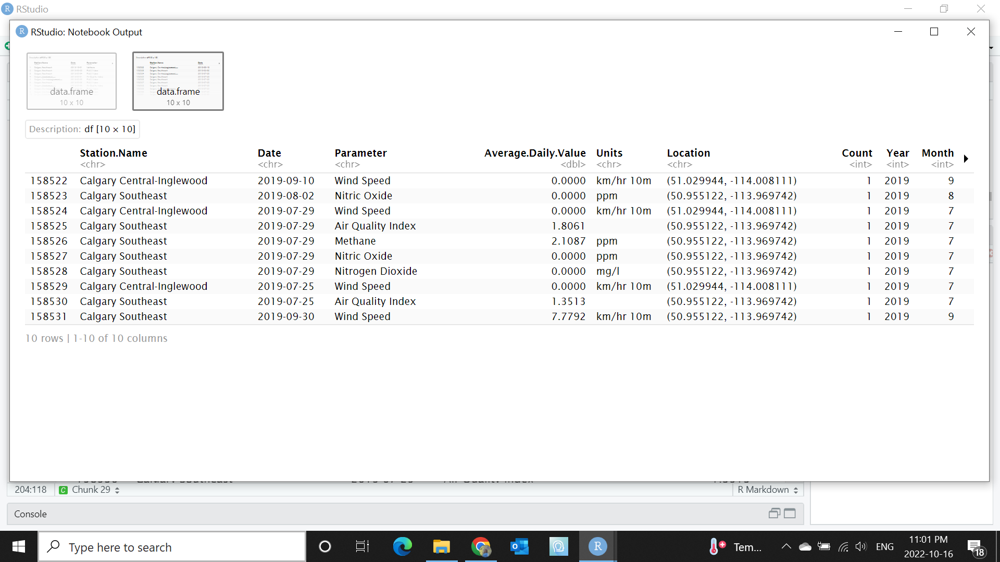 RStudio
RStudio: Notebook Output
data.frame
10 x 10
data.frame
10 x 10
Description: df [10 × 10]
Station.Name Date Parameter Average.Daily.Value Units Location Count Year Month
<chr> <chr> <chr> <dbl> <chr> <chr> <int> <int> <int>
158522 Calgary Central-Inglewood 2019-09-10 Wind Speed 0.0000 km/hr 10m (51.029944, -114.008111) 1 2019 9
158523 Calgary Southeast 2019-08-02 Nitric Oxide 0.0000 ppm (50.955122, -113.969742) 1 2019 8
158524 Calgary Central-Inglewood 2019-07-29 Wind Speed 0.0000 km/hr 10m (51.029944, -114.008111) 1 2019 7
158525 Calgary Southeast 2019-07-29 Air Quality Index 1.8061 (50.955122, -113.969742) 1 2019 7
158526 Calgary Southeast 2019-07-29 Methane 2.1087 ppm (50.955122, -113.969742) 1 2019 7
158527 Calgary Southeast 2019-07-29 Nitric Oxide 0.0000 ppm (50.955122, -113.969742) 1 2019 7
158528 Calgary Southeast 2019-07-29 Nitrogen Dioxide 0.0000 mg/l (50.955122, -113.969742) 1 2019 7
158529 Calgary Central-Inglewood 2019-07-25 Wind Speed 0.0000 km/hr 10m (51.029944, -114.008111) 1 2019 7
158530 Calgary Southeast 2019-07-25 Air Quality Index 1.3513 (50.955122, -113.969742) 1 2019 7
158531 Calgary Southeast 2019-09-30 Wind Speed 7.7792 km/hr 10m (50.955122, -113.969742) 1 2019 9
10 rows | 1-10 of 10 columns
204:118 C Chunk 29 R Markdown
Console
Type here to search
R
Tem... ENG
11:01 PM
2022-10-16
18